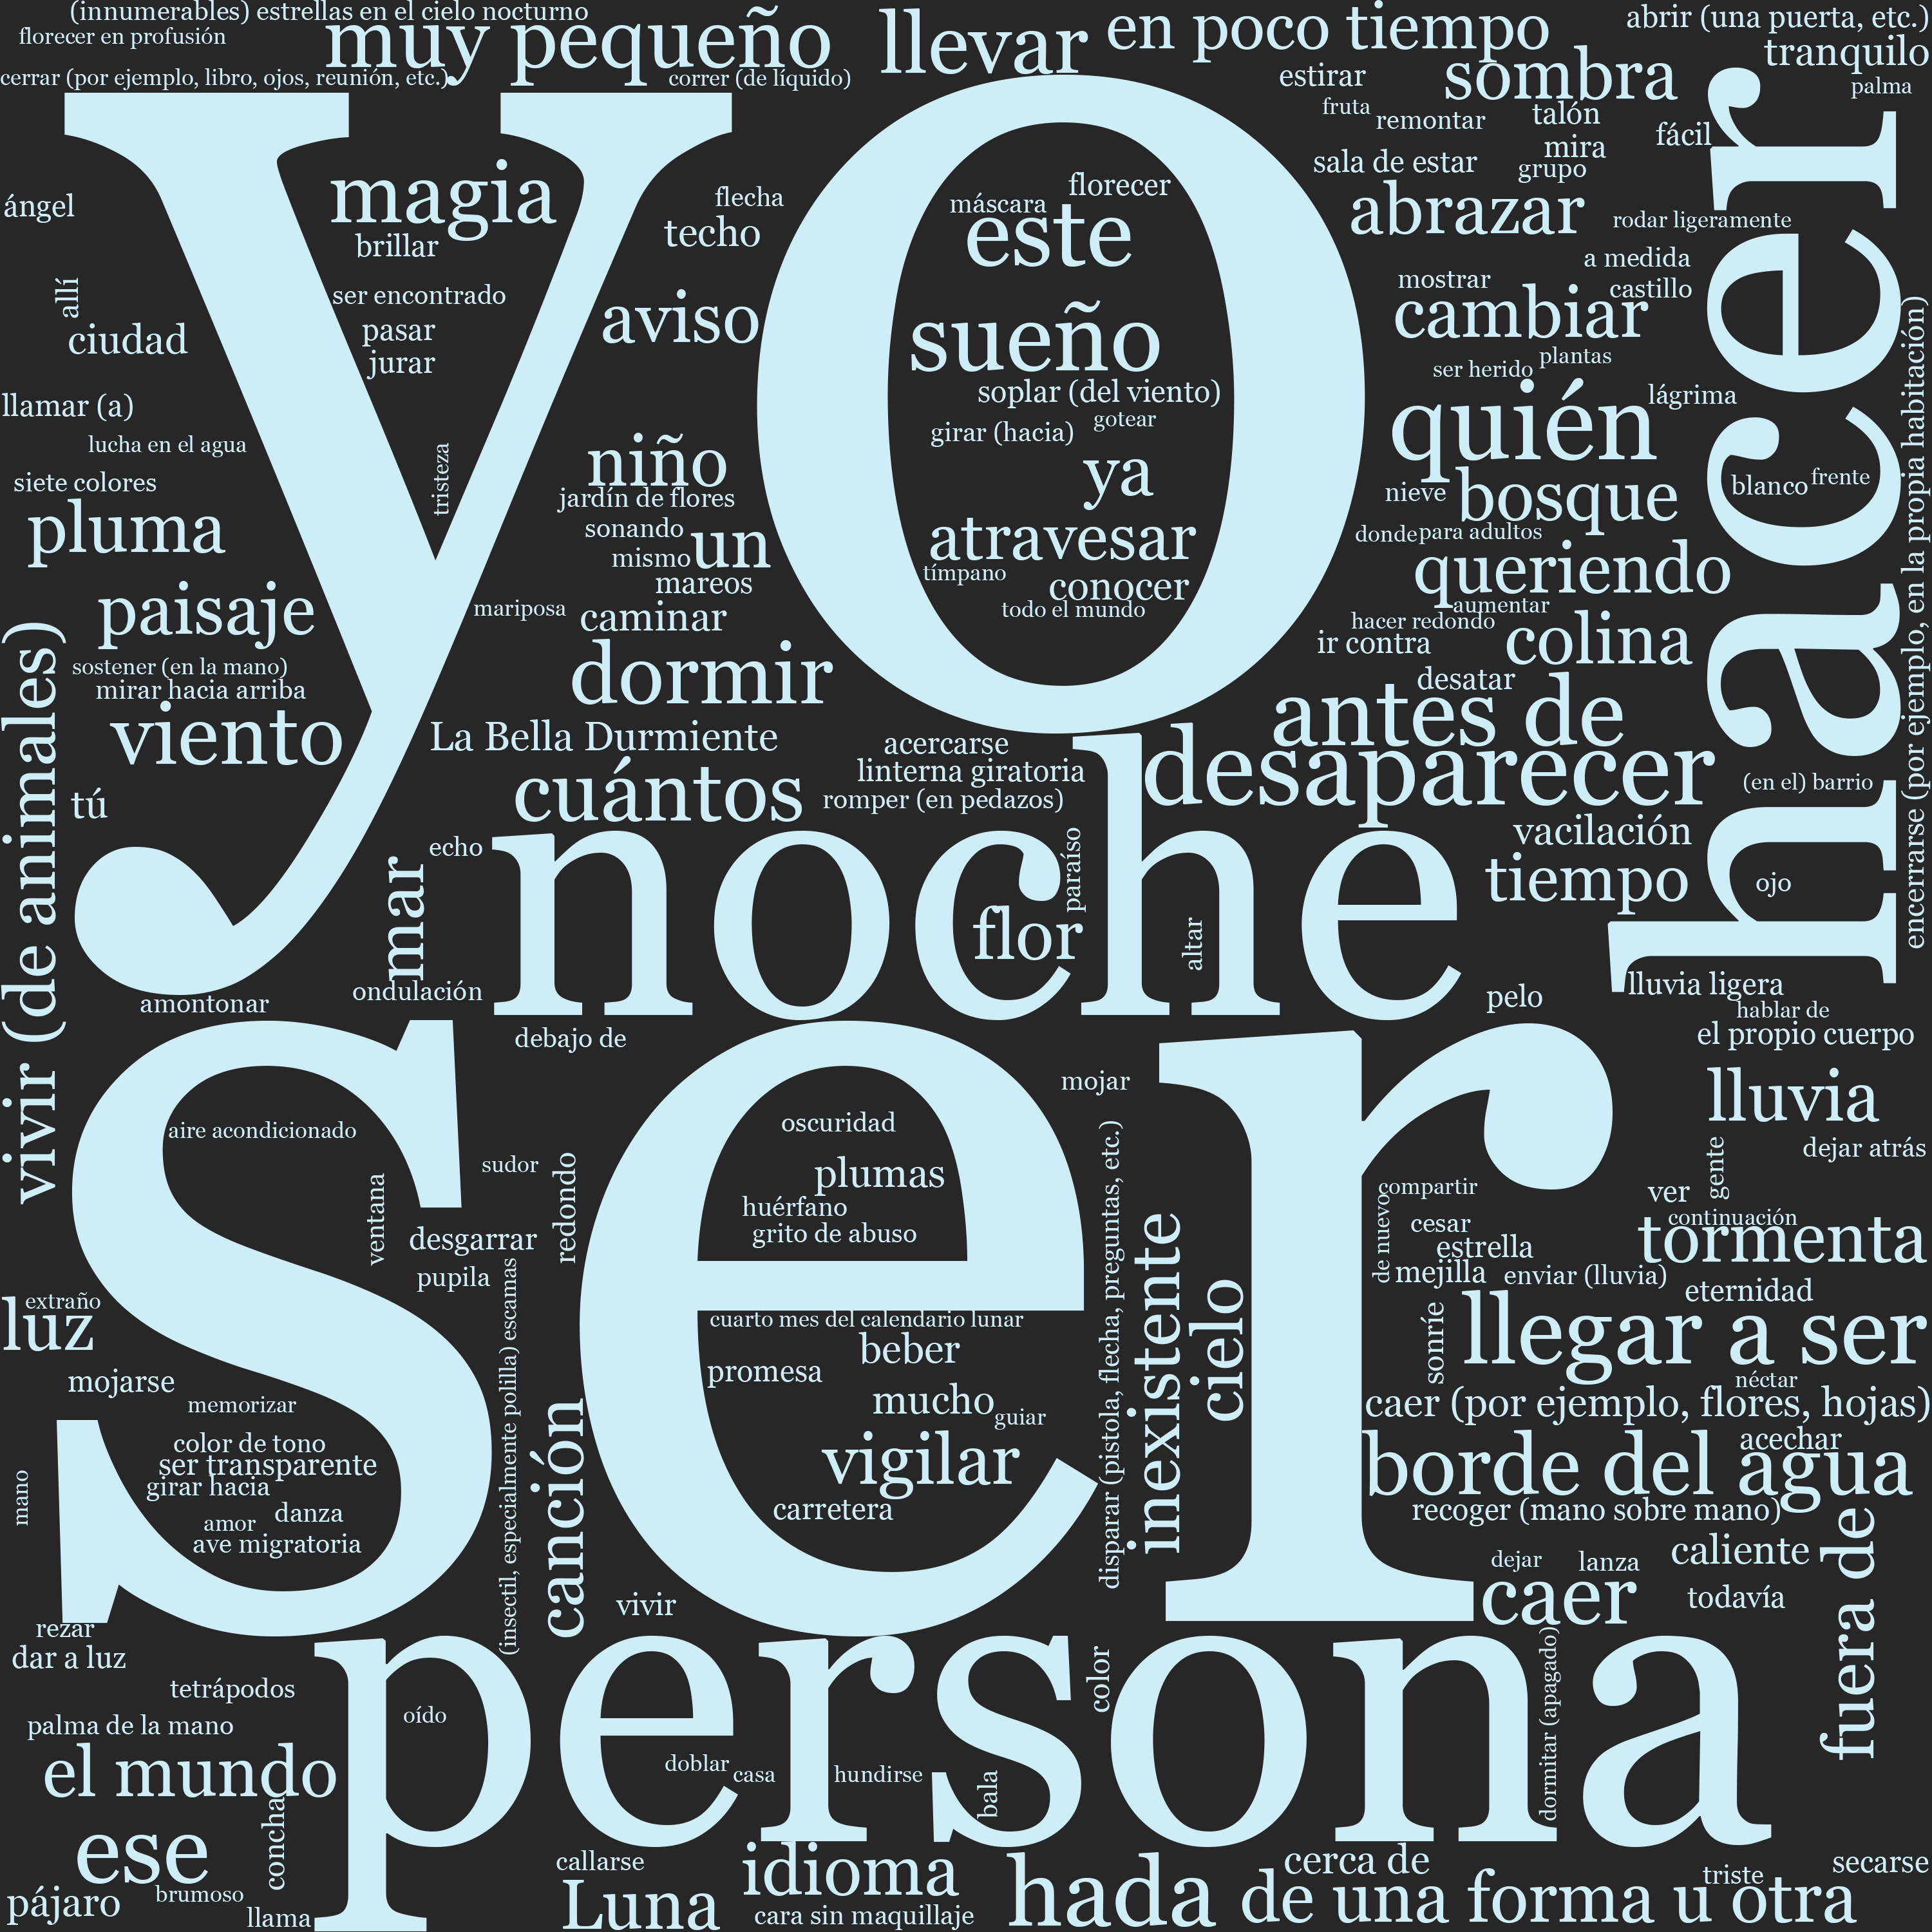 (innumerables) estrellas en el cielo nocturno
florecer en profusión
muy pequeño
llevar
en poco tiempo
abrir (una puerta, etc.)
tranquilo
cerrar (por ejemplo, libro, ojos, reunión, etc.)
correr (de líquido)
estirar
sombra
palma
fruta
remontar
talón
fácil
mira
sala de estar
grupo
yo
hacer
magia
flecha
máscara
florecer
este
abrazar
rodar ligeramente
ángel
brillar
techo
a medida
allí
ser encontrado
aviso
mostrar
castillo
cambiar
ciudad
pasar
jurar
sueño
plantas
ser herido
soplar (del viento)
lágrima
llamar (a)
gotear
quién
girar (hacia)
lucha en el agua
tristeza
niño
ya
siete colores
jardín de flores
nieve
bosque
blanco
frente
pluma
sonando
un
atravesar
donde
para adultos
mismo
tímpano
queriendo
mareos
conocer
paisaje
mariposa
caminar
todo el mundo
aumentar
hacer redondo
ir contra
colina
encerrarse (por ejemplo, en la propia habitación)
sostener (en la mano)
mirar hacia arriba
dormir
desatar
viento
antes de
La Bella Durmiente
acercarse
linterna giratoria
desaparecer
(en el) barrio
cuántos
romper (en pedazos)
tú
vivir (de animales)
noche
echo
paraíso
vacilación
tiempo
ojo
mar
flor
altar
ondulación
amontonar
lluvia ligera
pelo
hablar de
el propio cuerpo
debajo de
ser
mojar
lluvia
aire acondicionado
oscuridad
sudor
redondo
plumas
gente
dejar atrás
ventana
huérfano
compartir
ver
desgarrar
grito de abuso
de nuevo
cesar
continuación
estrella
tormenta
pupila
mejilla
enviar (lluvia)
eternidad
extraño
luz
cuarto mes del calendario lunar
inexistente
cielo
sonríe
llegar a ser
beber
promesa
mojarse
néctar
memorizar
mucho
guiar
caer (por ejemplo, flores, hojas)
color de tono
ser transparente
girar hacia
(insectil, especialmente polilla) escamas
canción
vigilar
disparar (pistola, flecha, preguntas, etc.)
acechar
borde del agua
mano
danza
carretera
recoger (mano sobre mano)
amor
ave migratoria
caliente
dejar
lanza
fuera de
vivir
caer
todavía
rezar
dar a luz
persona
tetrápodos
color
dormitar (apagado)
oído
palma de la mano
el mundo
doblar
casa
hundirse
bala
concha
ese
callarse
idioma
cerca de
secarse
triste
pájaro
brumoso
llama
Luna
cara sin maquillaje
hada
de una forma u otra